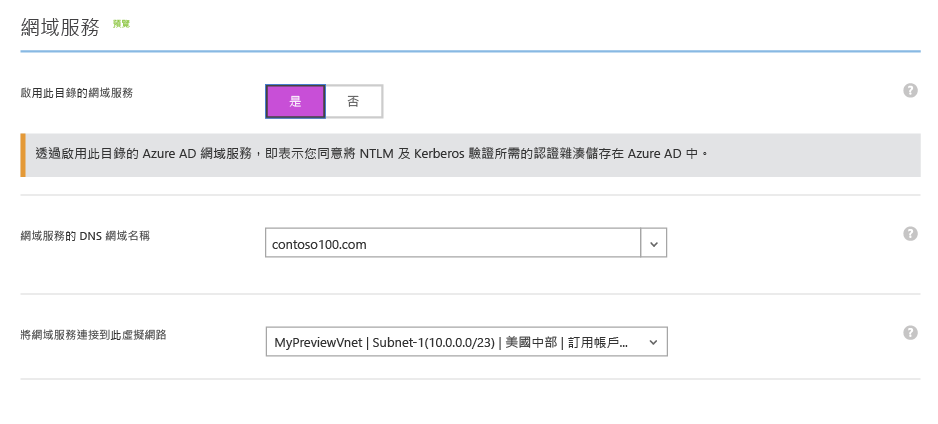 網域服務 預覽
啟用此目錄的網域服務 是 否 ?
透過啟用此目錄的 Azure AD 網域服務，即表示您同意將 NTLM 及 Kerberos 驗證所需的認證雜湊儲存在 Azure AD 中。
網域服務的 DNS 網域名稱 contoso100.com ?
將網域服務連接到此虛擬網路 MyPreviewVnet | Subnet-1(10.0.0.0/23) | 美國中部 | 訂用帳戶... ?